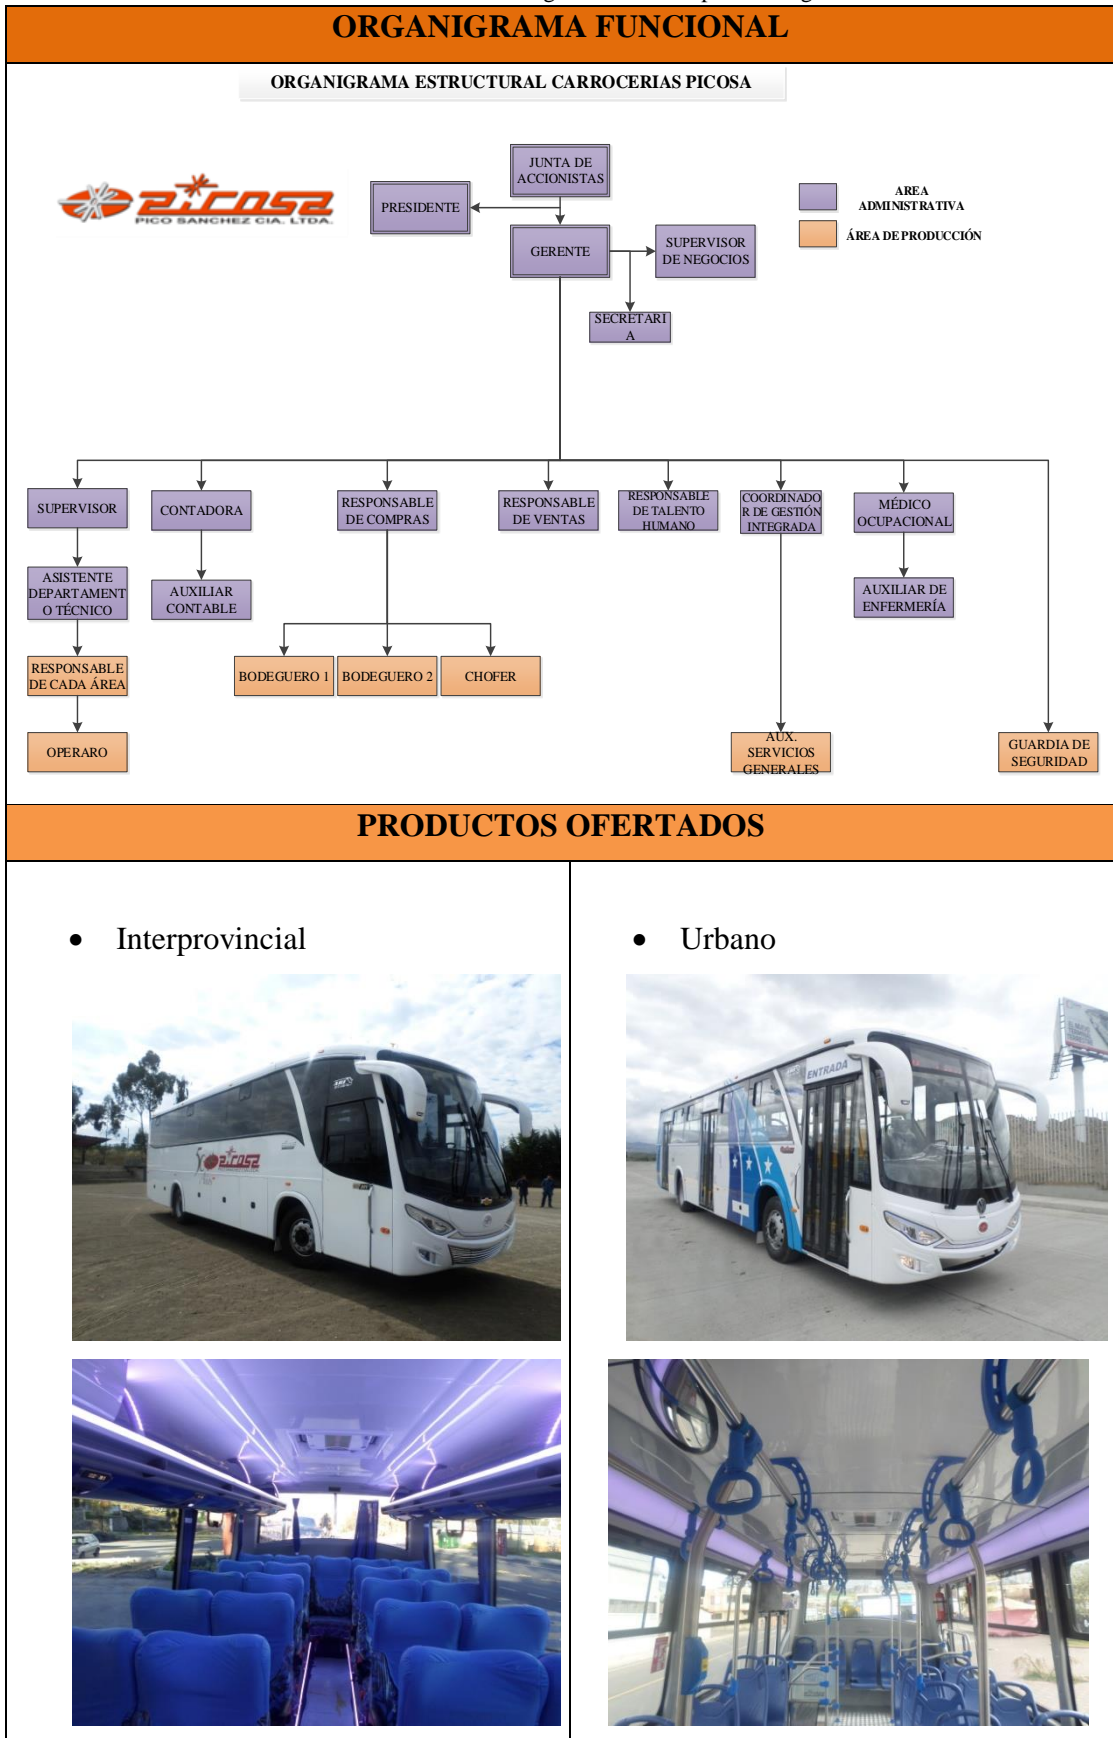 ORGANIGRAMA FUNCIONAL
ORGANIGRAMA ESTRUCTURAL CARROCERIAS PICOSA
picosa
PICO SANCHEZ CIA. LTDA.
JUNTA DE
ACCIONISTAS
PRESIDENTE
GERENTE
SUPERVISOR
DE NEGOCIOS
SECRETARI
A
AREA
ADMINISTRATIVA
ÁREA DE PRODUCCIÓN
SUPERVISOR
CONTADORA
RESPONSABLE
DE COMPRAS
RESPONSABLE
DE VENTAS
RESPONSABLE
DE TALENTO
HUMANO
COORDINADO
R DE GESTIÓN
INTEGRADA
MÉDICO
OCUPACIONAL
ASISTENTE
DEPARTAMENT
O TÉCNICO
AUXILIAR
CONTABLE
AUXILIAR DE
ENFERMERÍA
RESPONSABLE
DE CADA ÁREA
BODEGUERO 1
BODEGUERO 2
CHOFER
OPERARO
AUX.
SERVICIOS
GENERALES
GUARDIA DE
SEGURIDAD
PRODUCTOS OFERTADOS
• Interprovincial
picosa
• Urbano
ENTRADA